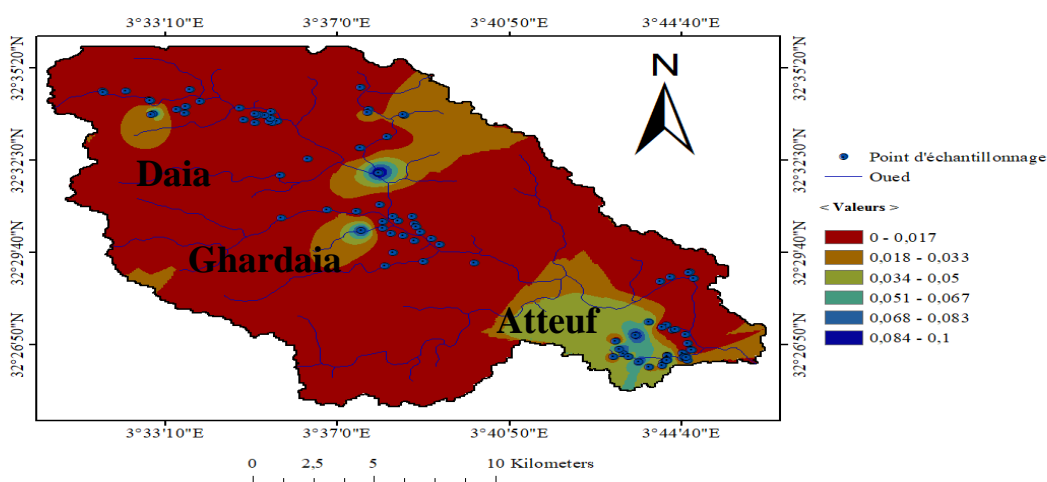 3°33'10"E 3°37'0"E 3°40'50"E 3°44'40"E
32°35'20"N 32°35'20"N
32°32'30"N 32°32'30"N
32°29'40"N 32°29'40"N
32°26'50"N 32°26'50"N
N
Daia
Ghardaia
Atteuf
3°33'10"E 3°37'0"E 3°40'50"E 3°44'40"E
0 2,5 5 10 Kilometers
Point d'échantillonnage
Oued
< Valeurs >
0 - 0,017
0,018 - 0,033
0,034 - 0,05
0,051 - 0,067
0,068 - 0,083
0,084 - 0,1